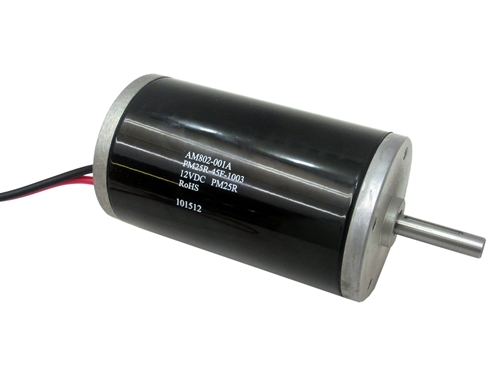 AM802-001A
PM25R-45F-1003
12VDC PM25R
RoHS
101512